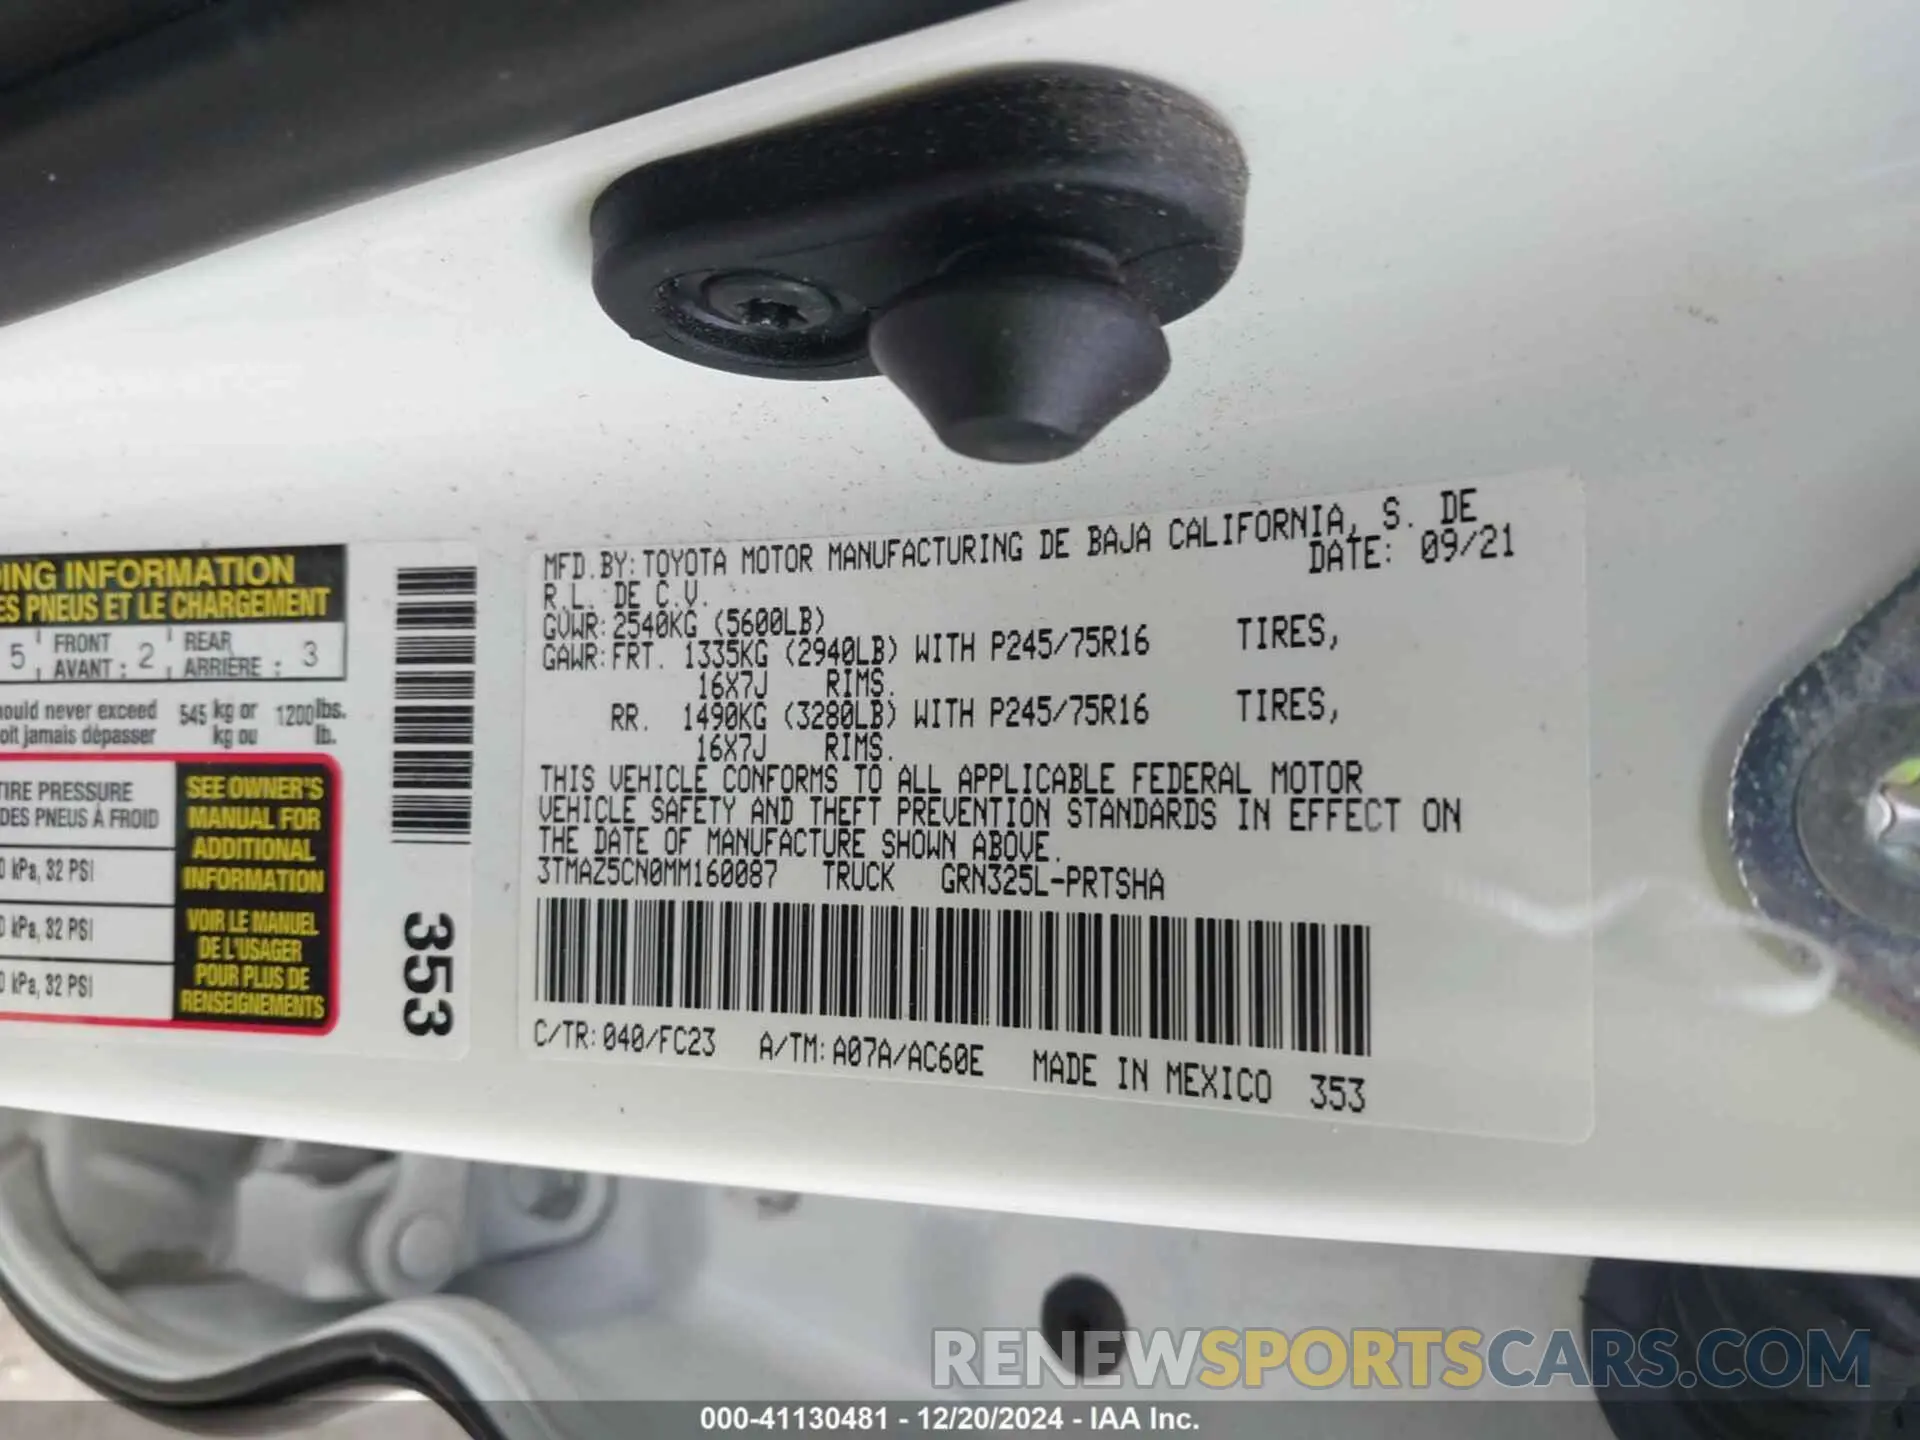 DING INFORMATION
ES PNEUS ET LE CHARGEMENT
5 FRONT 2 REAR 3
AVANT : ARRIÈRE :
hould never exceed 545 kg or 1200 lbs.
oit jamais dépasser kg ou lb.
TIRE PRESSURE
DES PNEUS À FROID
0 kPa, 32 PSI
0 kPa, 32 PSI
0 kPa, 32 PSI
SEE OWNER'S
MANUAL FOR
ADDITIONAL
INFORMATION
VOIR LE MANUEL
DE L'USAGER
POUR PLUS DE
RENSEIGNEMENTS
353
MFD.BY: TOYOTA MOTOR MANUFACTURING DE BAJA CALIFORNIA, S. DE
R.L. DE C.V. DATE: 09/21
GVWR: 2540KG (5600LB)
GAWR: FRT. 1335KG (2940LB) WITH P245/75R16 TIRES,
16X7J RIMS.
RR. 1490KG (3280LB) WITH P245/75R16 TIRES,
16X7J RIMS.
THIS VEHICLE CONFORMS TO ALL APPLICABLE FEDERAL MOTOR
VEHICLE SAFETY AND THEFT PREVENTION STANDARDS IN EFFECT ON
THE DATE OF MANUFACTURE SHOWN ABOVE.
3TMAZ5CN0MM160087 TRUCK GRN325L-PRTSHA
C/TR: 040/FC23 A/TM: A07A/AC60E MADE IN MEXICO 353
RENEWSPORTSCARS.COM
000-41130481 - 12/20/2024 - IAA Inc.